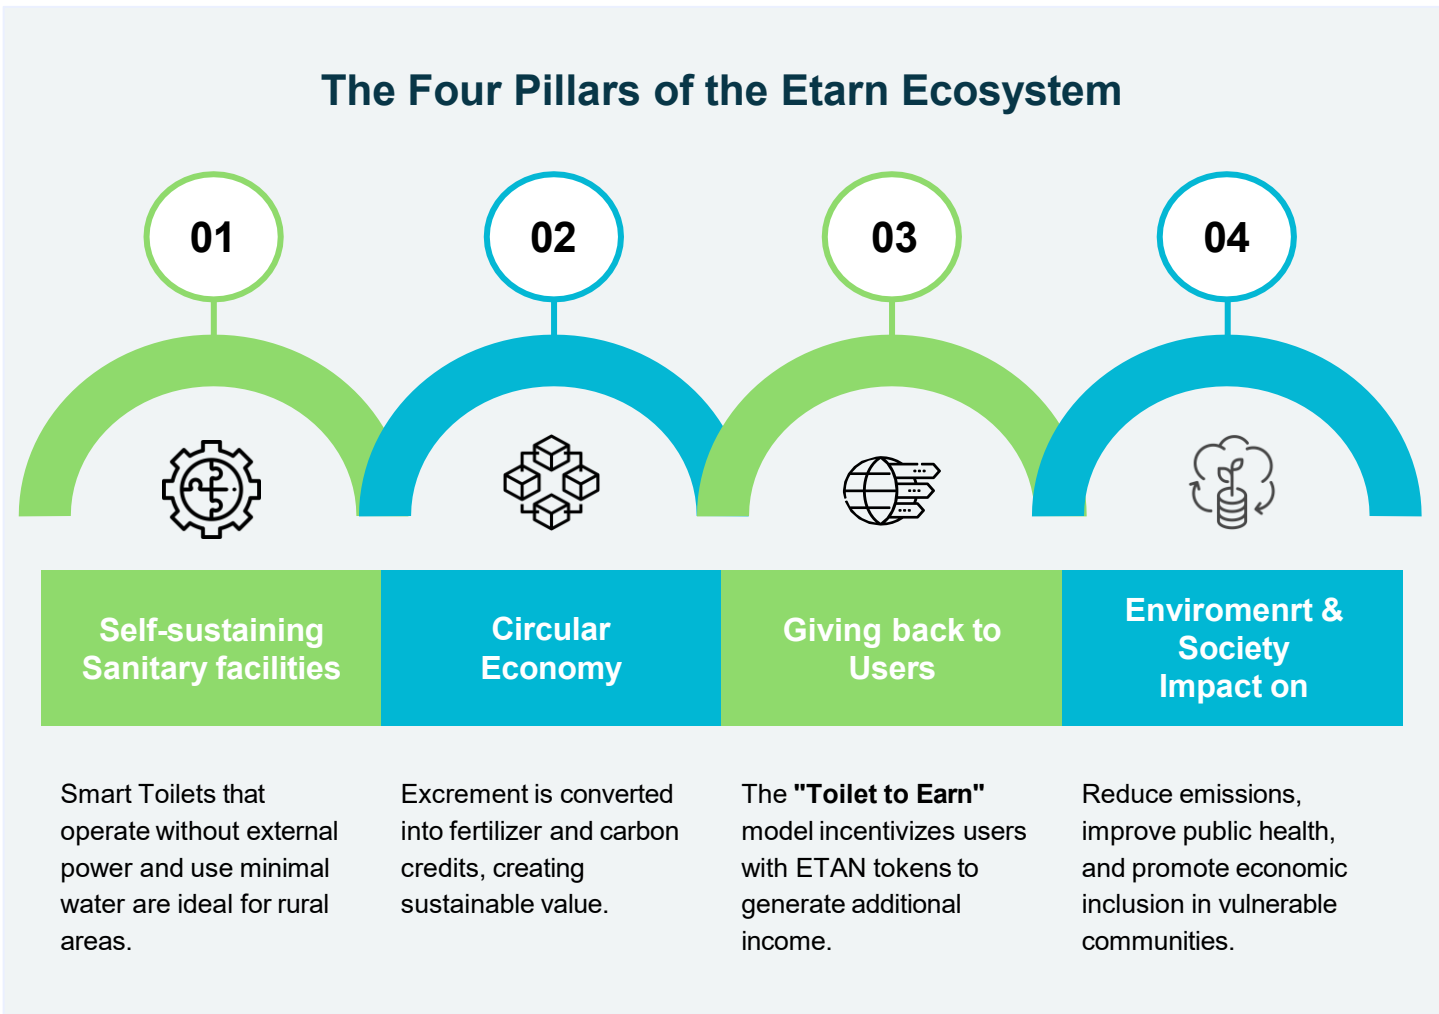 The Four Pillars of the Etarn Ecosystem
01
02
03
04
Self-sustaining
Sanitary facilities
Circular
Economy
Giving back to
Users
Enviromenrt &
Society
Impact on
Smart Toilets that
operate without external
power and use minimal
water are ideal for rural
areas.
Excrement is converted
into fertilizer and carbon
credits, creating
sustainable value.
The "Toilet to Earn"
model incentivizes users
with ETAN tokens to
generate additional
income.
Reduce emissions,
improve public health,
and promote economic
inclusion in vulnerable
communities.